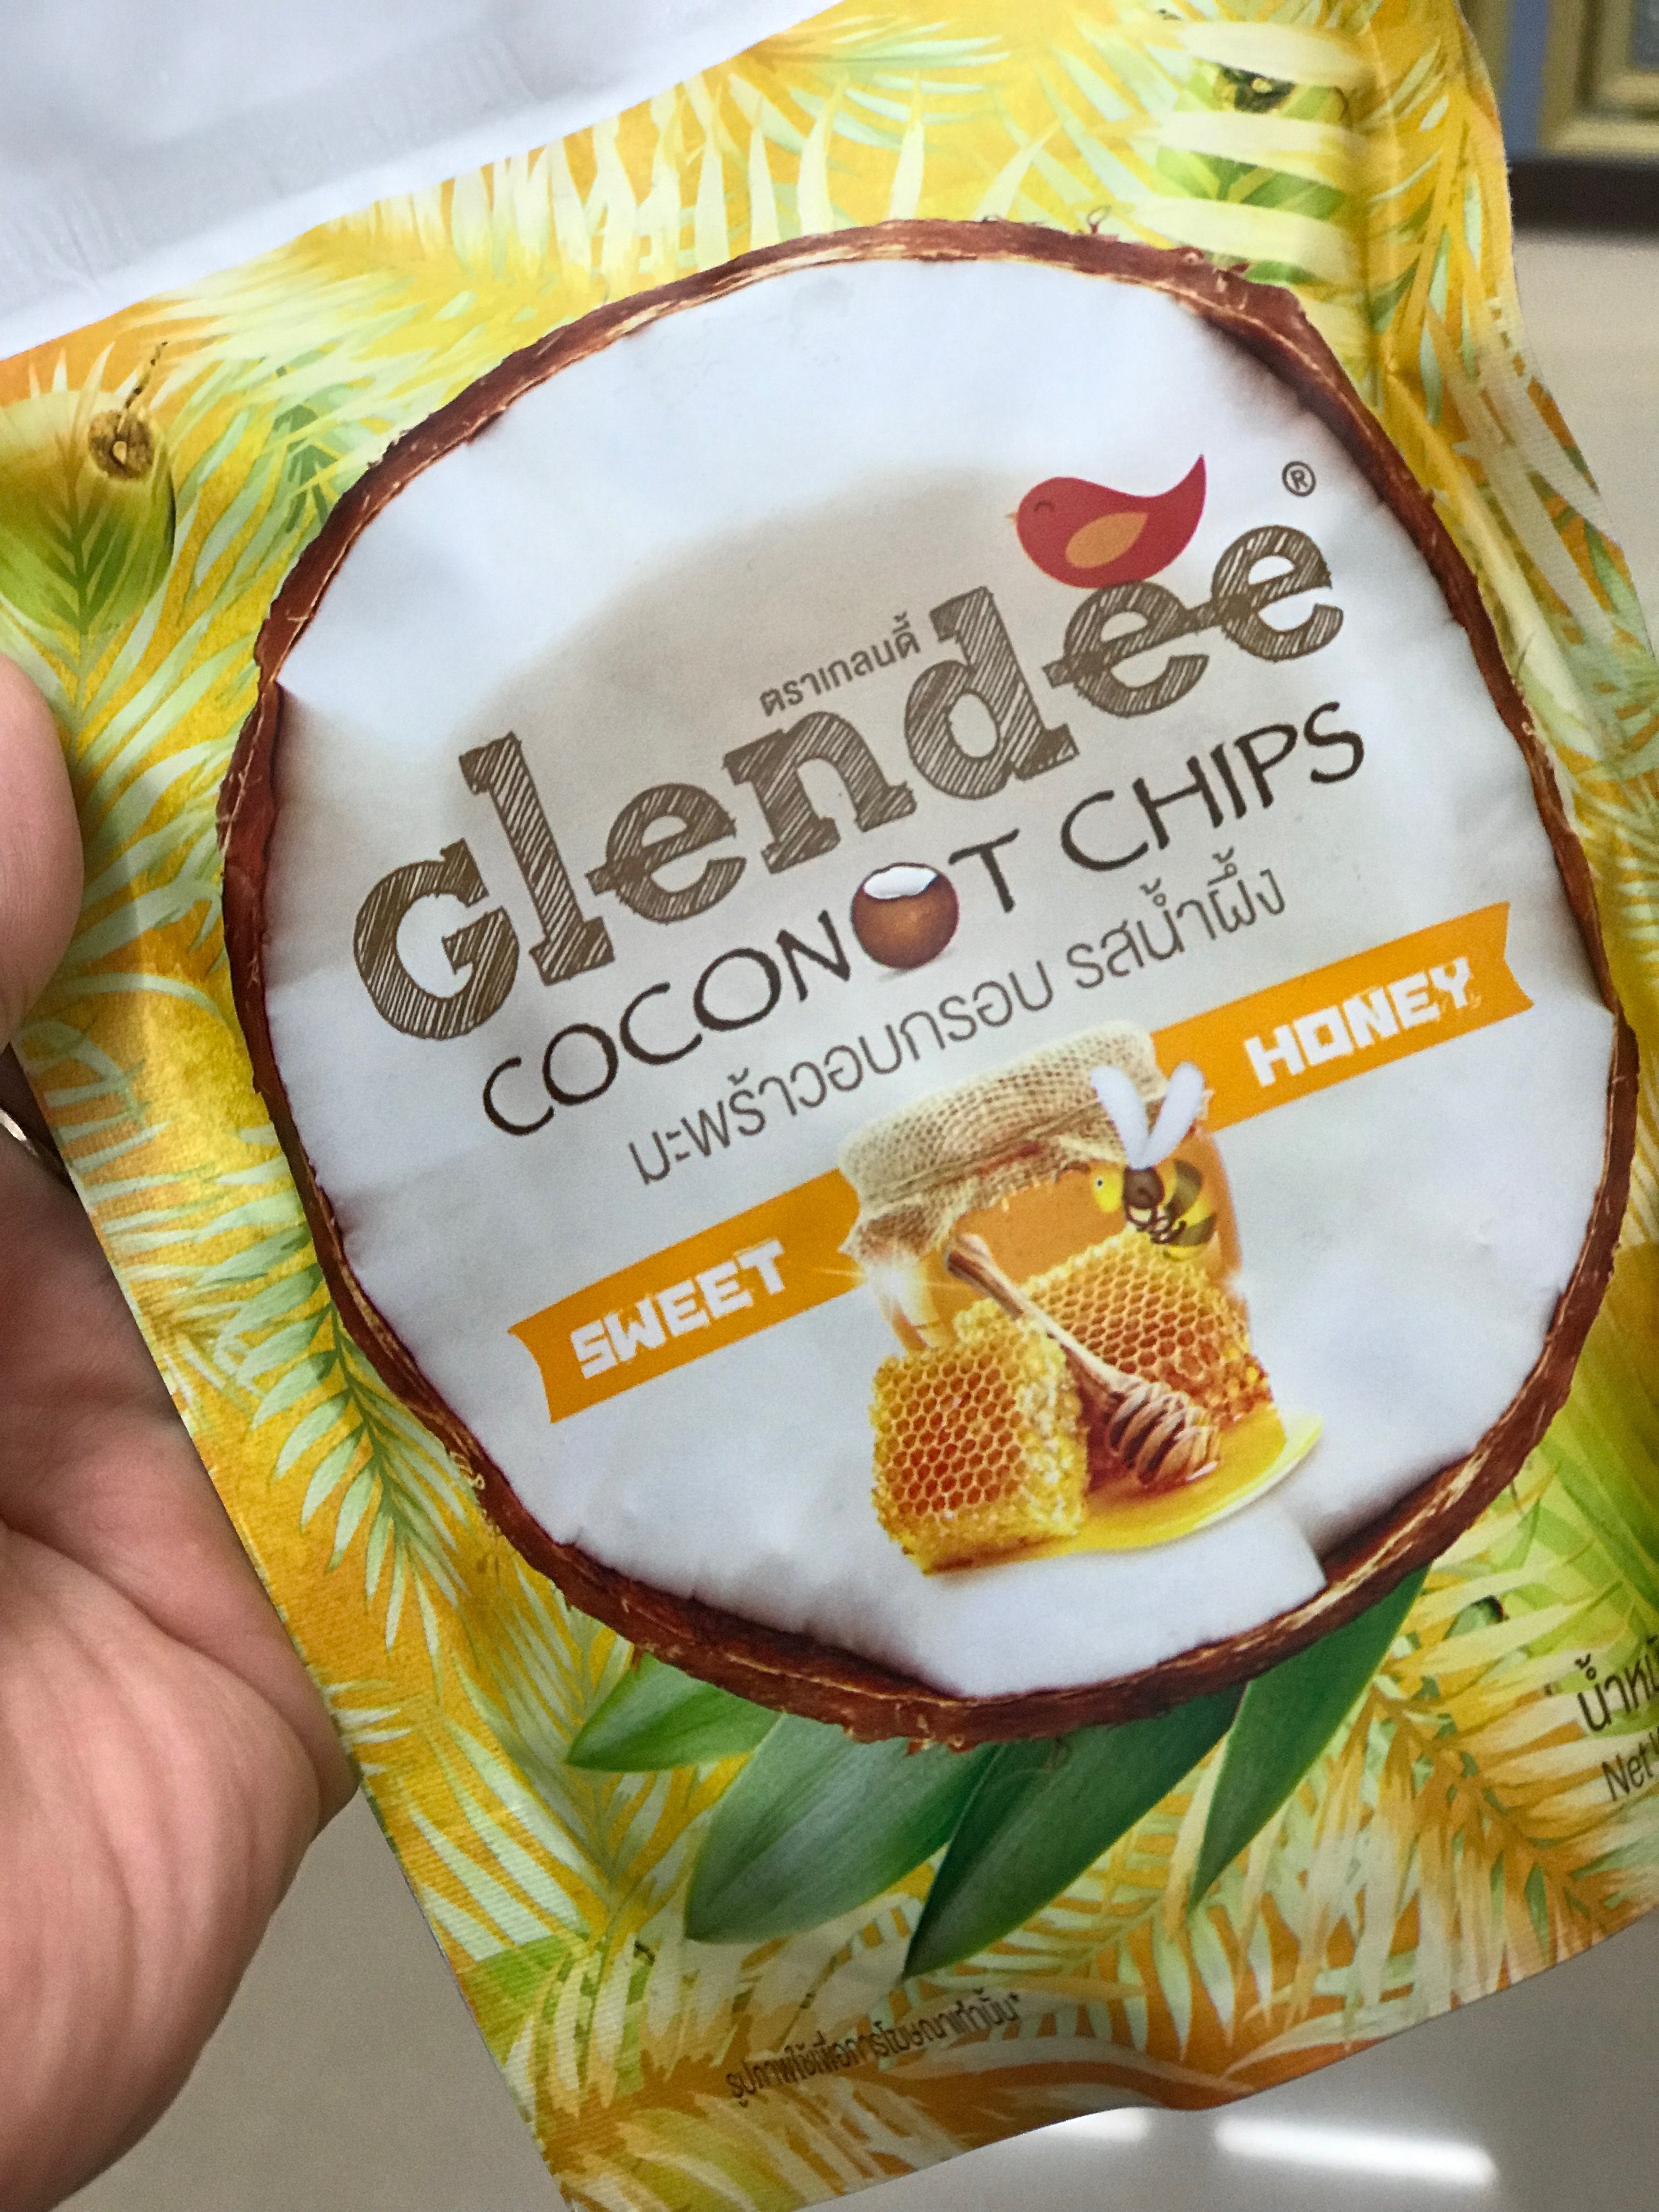 ®
ตราเกลนดี้
Glendee
COCONUT CHIPS
มะพร้าวอบกรอบ รสน้ำผึ้ง
HONEY
SWEET
Net
รูปภาพใช้เพื่อการโฆษณาเท่านั้น*